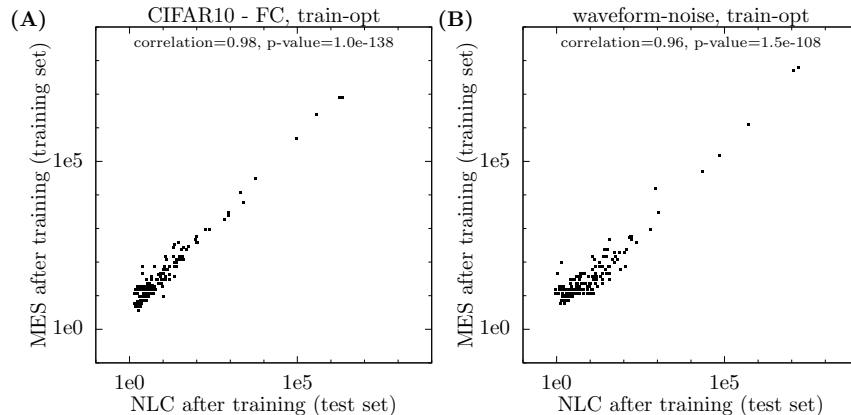 (A)
CIFAR10 - FC, train-opt
correlation=0.98, p-value=1.0e-138
MES after training (training set)
1e5
1e0
1e0
1e5
NLC after training (test set)
(B)
waveform-noise, train-opt
correlation=0.96, p-value=1.5e-108
MES after training (training set)
1e5
1e0
1e0
1e5
NLC after training (test set)